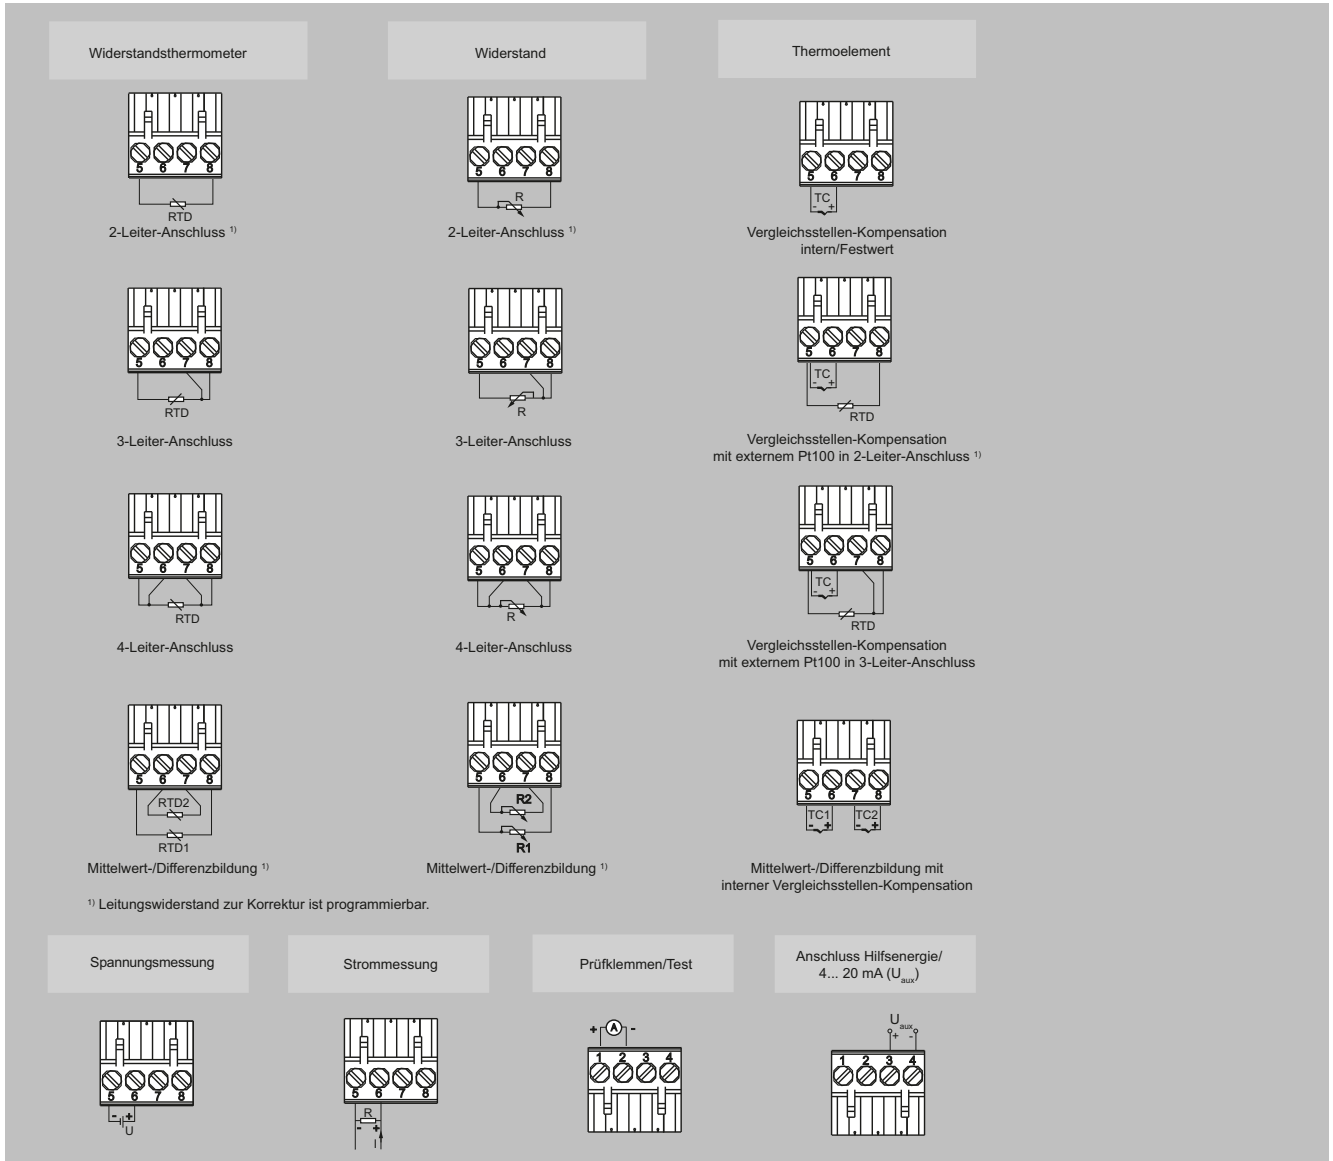 Widerstandsthermometer
Widerstand
Thermoelement
5 6 7 8
RTD
2-Leiter-Anschluss 1)
5 6 7 8
R
2-Leiter-Anschluss 1)
5 6 7 8
TC
- +
Vergleichsstellen-Kompensation
intern/Festwert
5 6 7 8
RTD
3-Leiter-Anschluss
5 6 7 8
R
3-Leiter-Anschluss
5 6 7 8
TC
- +
RTD
Vergleichsstellen-Kompensation
mit externem Pt100 in 2-Leiter-Anschluss 1)
5 6 7 8
RTD
4-Leiter-Anschluss
5 6 7 8
R
4-Leiter-Anschluss
5 6 7 8
TC
- +
RTD
Vergleichsstellen-Kompensation
mit externem Pt100 in 3-Leiter-Anschluss
5 6 7 8
RTD2
RTD1
Mittelwert-/Differenzbildung 1)
5 6 7 8
R2
R1
Mittelwert-/Differenzbildung 1)
5 6 7 8
TC1 TC2
- + - +
Mittelwert-/Differenzbildung mit
interner Vergleichsstellen-Kompensation
1) Leitungswiderstand zur Korrektur ist programmierbar.
Spannungsmessung
Strommessung
Prüfklemmen/Test
Anschluss Hilfsenergie/
4... 20 mA (Uaux)
5 6 7 8
- +
U
5 6 7 8
R
- +
I
+ A -
1 2 3 4
Uaux
+ -
1 2 3 4